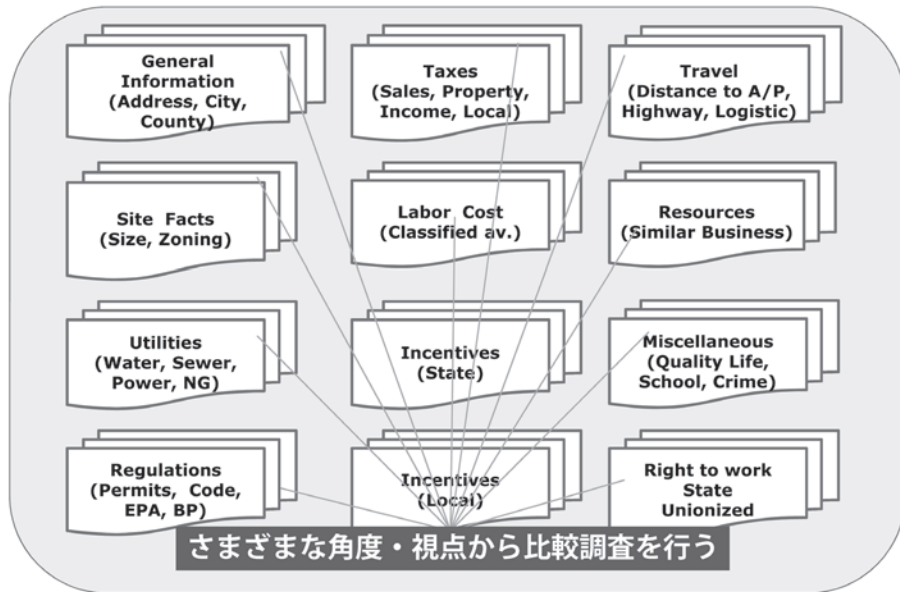 General
Information
(Address, City,
County)
Taxes
(Sales, Property,
Income, Local)
Travel
(Distance to A/P,
Highway, Logistic)
Site Facts
(Size, Zoning)
Labor Cost
(Classified av.)
Resources
(Similar Business)
Utilities
(Water, Sewer,
Power, NG)
Incentives
(State)
Miscellaneous
(Quality Life,
School, Crime)
Regulations
(Permits, Code,
EPA, BP)
Incentives
(Local)
Right to work
State
Unionized
さまざまな角度・視点から比較調査を行う